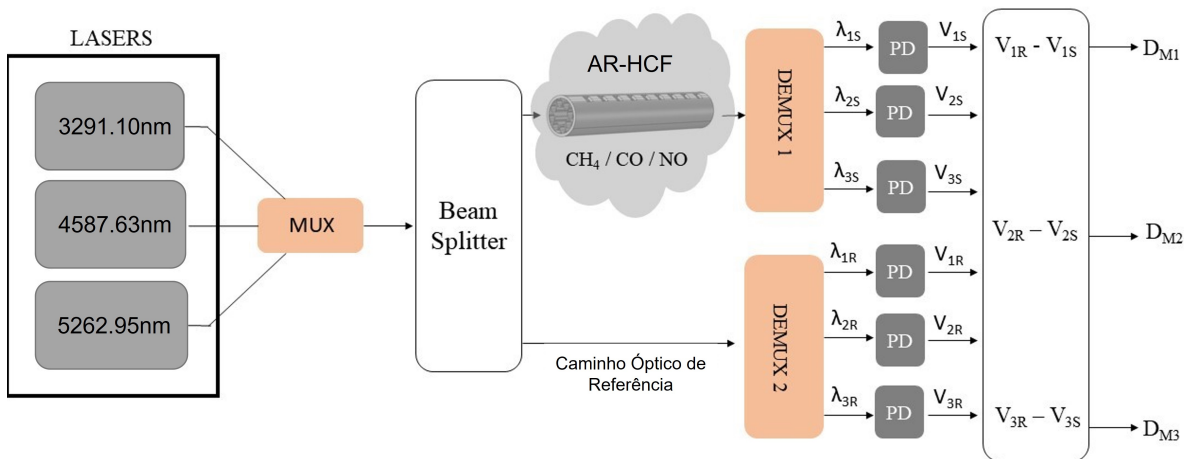 LASERS
3291.10nm
4587.63nm
5262.95nm
MUX
Beam
Splitter
AR-HCF
CH₄ / CO / NO
Caminho Óptico de
Referência
DEMUX 1
λ₁S
PD
V₁S
λ₂S
PD
V₂S
λ₃S
PD
V₃S
DEMUX 2
λ₁R
PD
V₁R
λ₂R
PD
V₂R
λ₃R
PD
V₃R
V₁R - V₁S
DM1
V₂R – V₂S
DM2
V₃R – V₃S
DM3